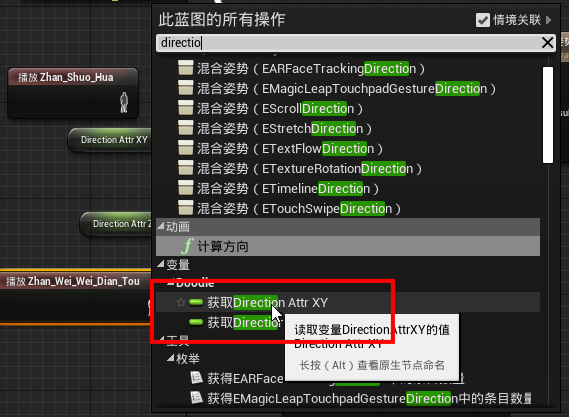 此蓝图的所有操作
情境关联
directio
播放 Zhan_Shuo_Hua
Direction Attr XY
Direction Attr Z
播放 Zhan_Wei_Wei_Dian_Tou
混合姿势（EARFaceTrackingDirection）
混合姿势（EMagicLeapTouchpadGestureDirection）
混合姿势（EScrollDirection）
混合姿势（EStretchDirection）
混合姿势（ETextFlowDirection）
混合姿势（ETextureRotationDirection）
混合姿势（ETimelineDirection）
混合姿势（ETouchSwipeDirection）
动画
计算方向
变量
Doodle
获取Direction Attr XY
获取Direction
读取变量DirectionAttrXY的值
Direction Attr XY
长按（Alt）查看原生节点命名
工具
枚举
获得EARFace
中的条目数量
获得EMagicLeapTouchpadGestureDirection中的条目数量